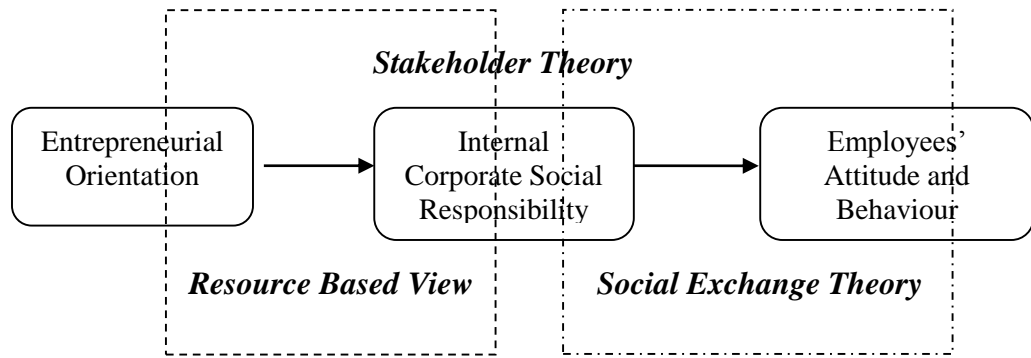 Stakeholder Theory
Entrepreneurial
Orientation
Internal
Corporate Social
Responsibility
Employees'
Attitude and
Behaviour
Resource Based View
Social Exchange Theory